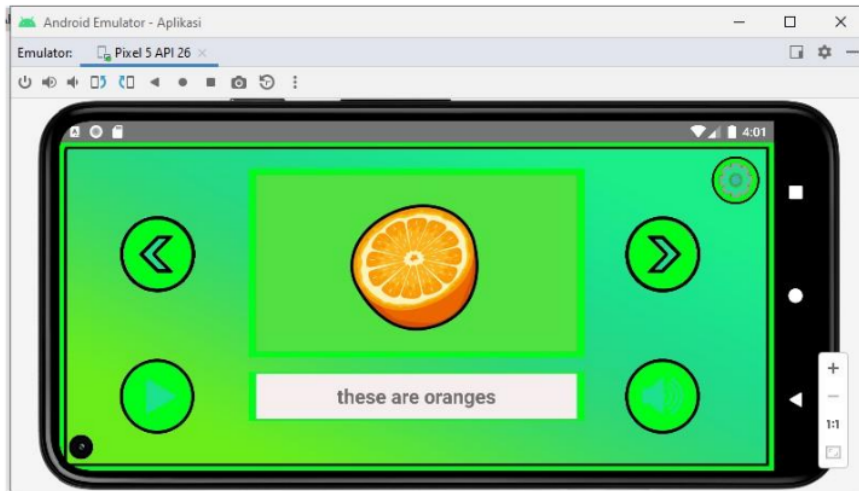 Android Emulator - Aplikasi
Emulator:
Pixel 5 API 26
4:01
these are oranges
1:1